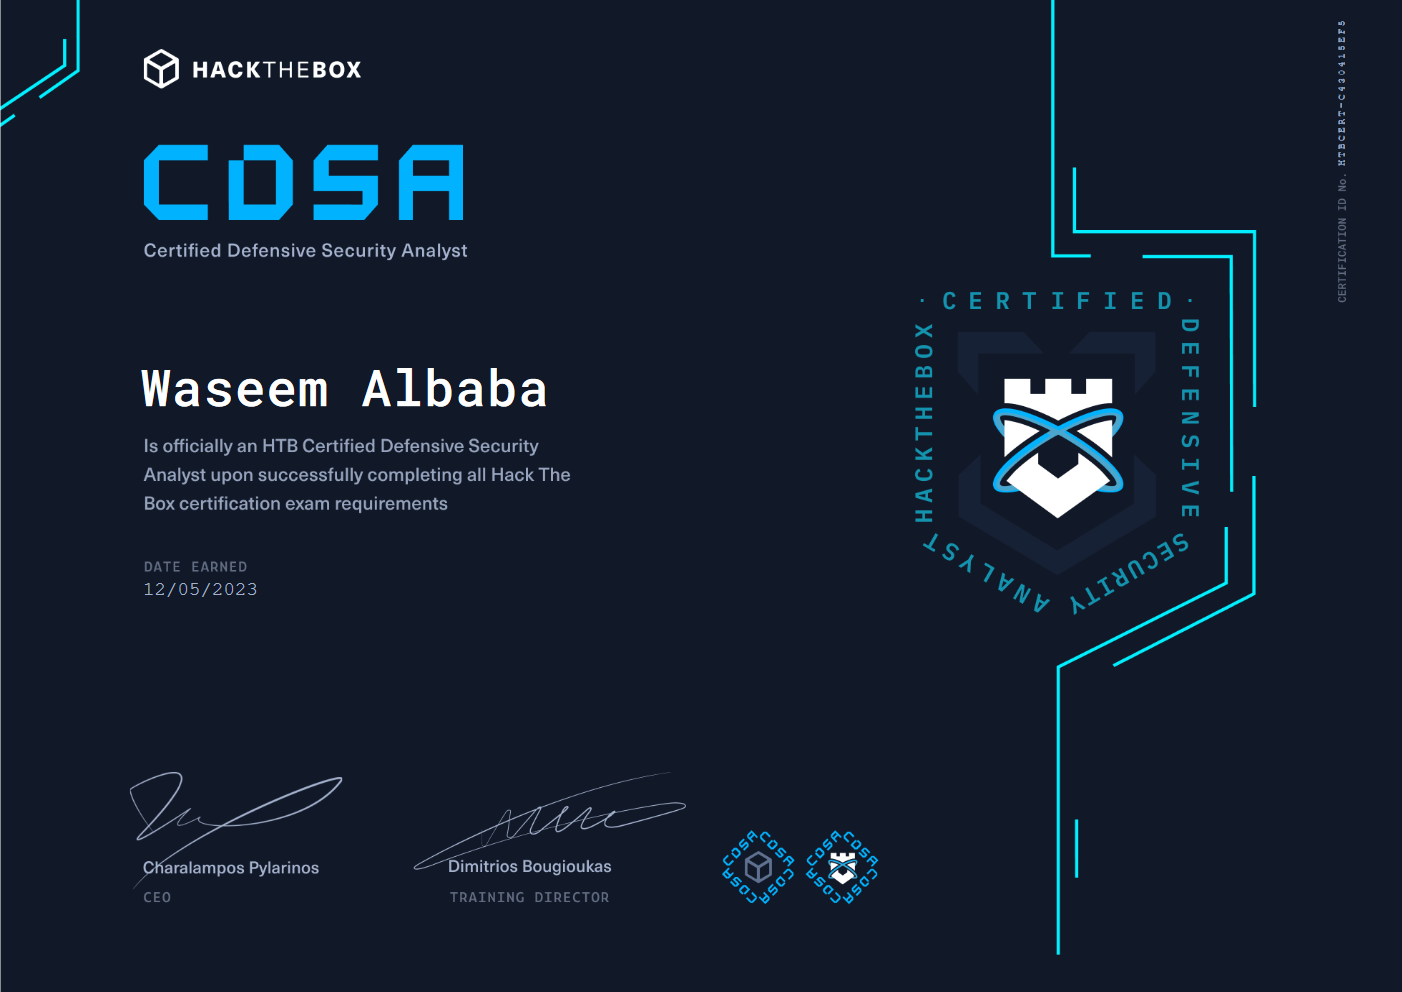 HACKTHEBOX
CDSA
Certified Defensive Security Analyst
Waseem Albaba
Is officially an HTB Certified Defensive Security
Analyst upon successfully completing all Hack The
Box certification exam requirements
DATE EARNED
12/05/2023
· CERTIFIED ·
DEFENSIVE
SECURITY
ANALYST
HACKTHEBOX
CERTIFICATION ID No. HTBCERT-C430415EF5
Charalampos Pylarinos
CEO
Dimitrios Bougioukas
TRAINING DIRECTOR
CDSA CDSA CDSA CDSA
CDSA CDSA CDSA CDSA